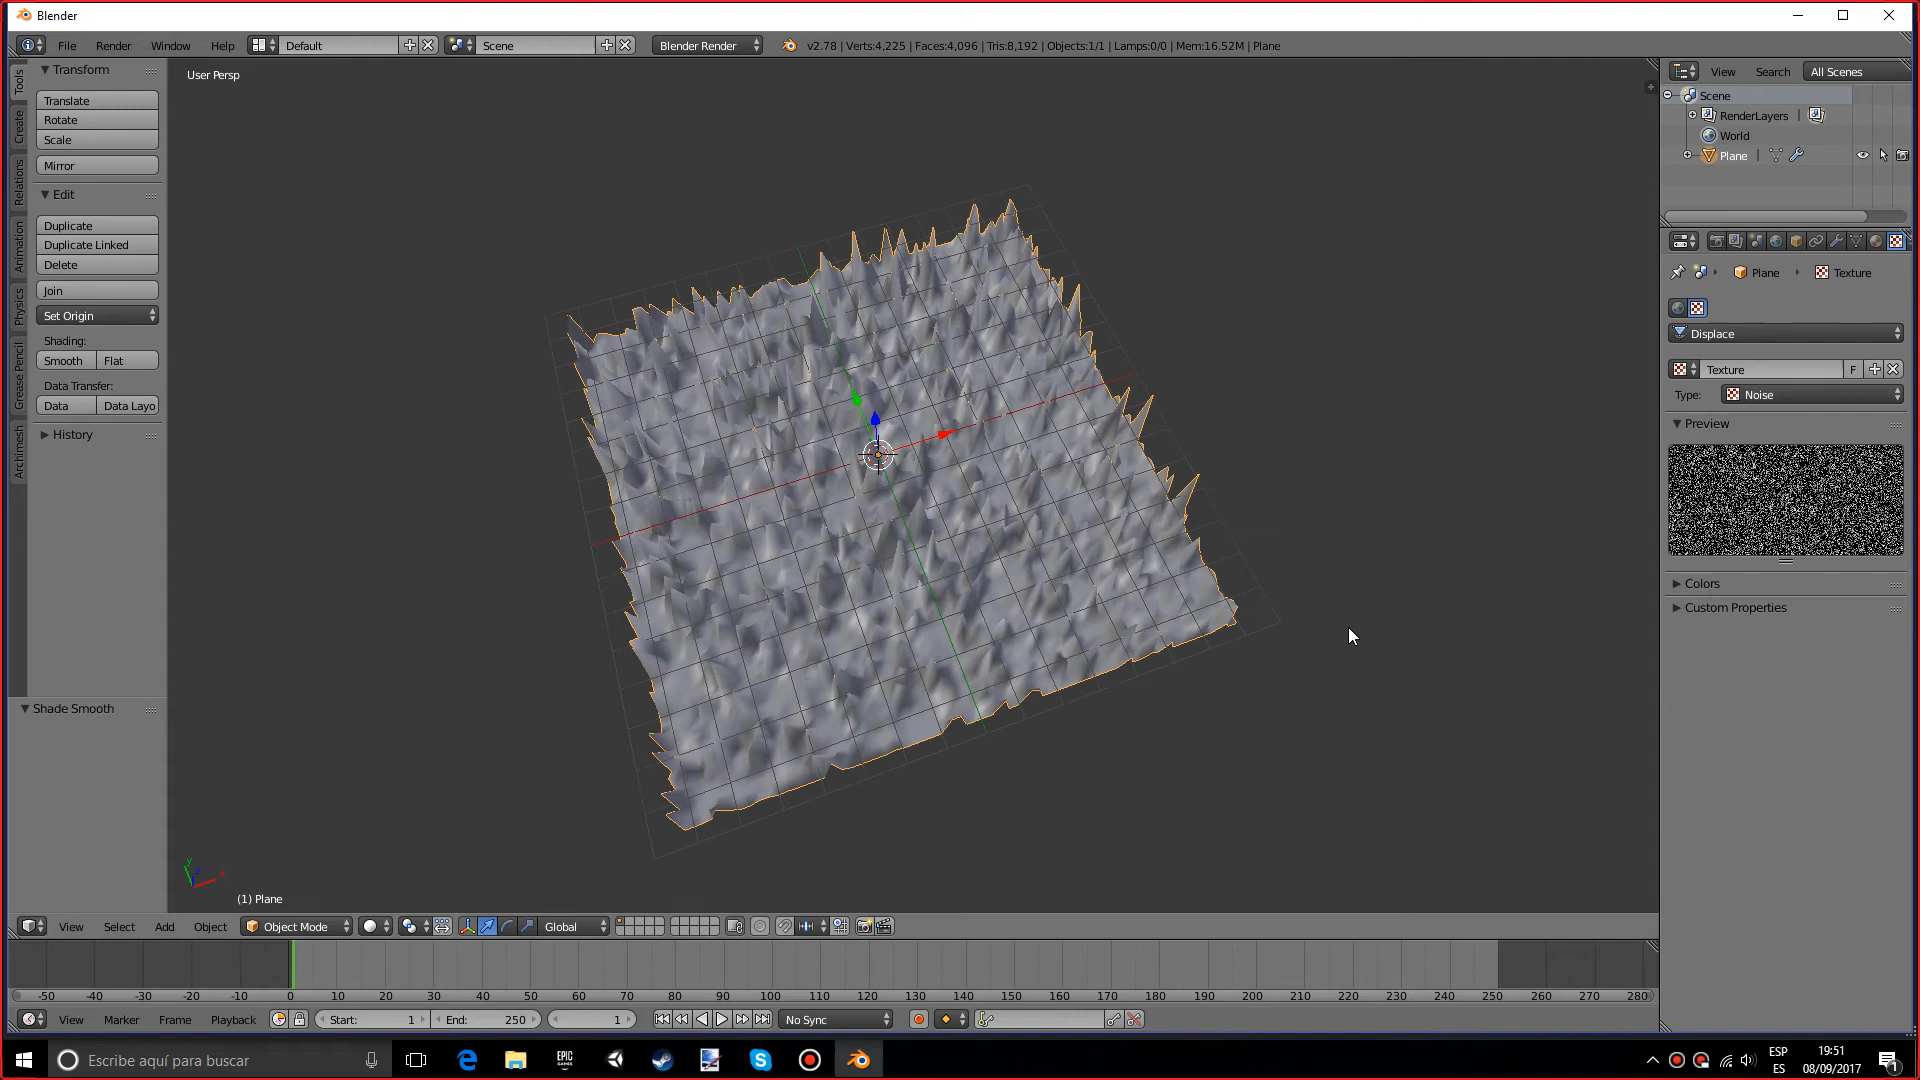 Blender
File Render Window Help Default Scene Blender Render v2.78 | Verts:4,225 | Faces:4,096 | Tris:8,192 | Objects:1/1 | Lamps:0/0 | Mem:16.52M | Plane
Tools
Create
Relations
Animation
Physics
Grease Pencil
Archimesh
Transform
Translate
Rotate
Scale
Mirror
Edit
Duplicate
Duplicate Linked
Delete
Join
Set Origin
Shading:
Smooth Flat
Data Transfer:
Data Data Layo
History
Shade Smooth
User Persp
(1) Plane
View Search All Scenes
Scene
RenderLayers
World
Plane
Plane Texture
Displace
Texture F
Type: Noise
Preview
Colors
Custom Properties
View Select Add Object Object Mode Global
-50 -40 -30 -20 -10 0 10 20 30 40 50 60 70 80 90 100 110 120 130 140 150 160 170 180 190 200 210 220 230 240 250 260 270 280
View Marker Frame Playback Start: 1 End: 250 1 No Sync
Escribe aquí para buscar
EPIC GAMES
ESP
ES
19:51
08/09/2017
1